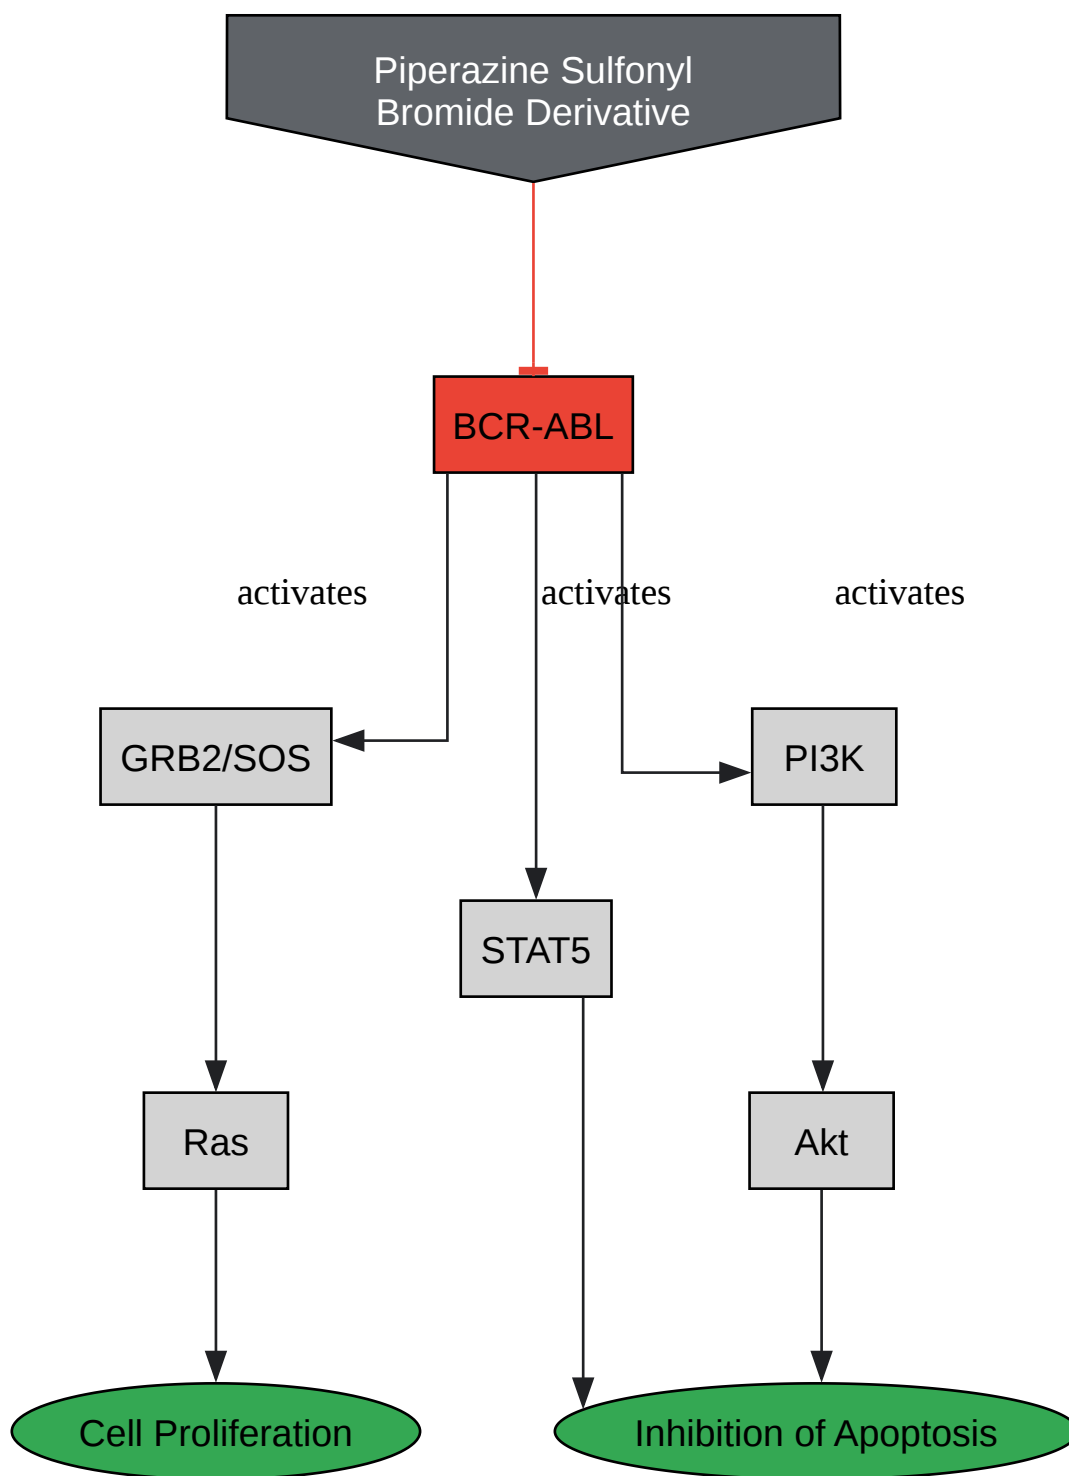 Piperazine Sulfonyl
Bromide Derivative
BCR-ABL
activates
activates
activates
GRB2/SOS
PI3K
STAT5
Ras
Akt
Cell Proliferation
Inhibition of Apoptosis